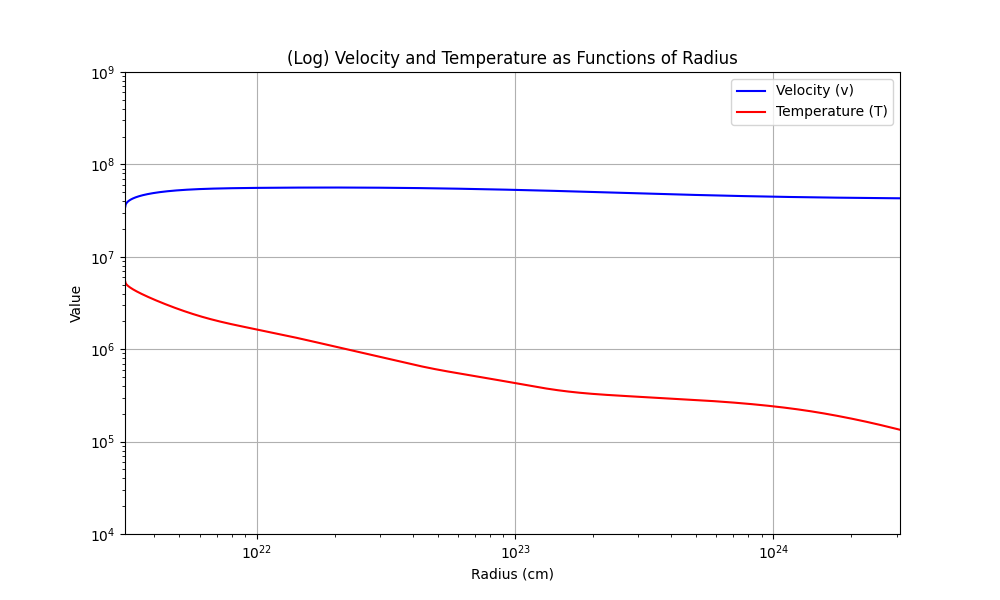 (Log) Velocity and Temperature as Functions of Radius
Velocity (v)
Temperature (T)
Value
10⁹
10⁸
10⁷
10⁶
10⁵
10⁴
10²² 10²³ 10²⁴
Radius (cm)